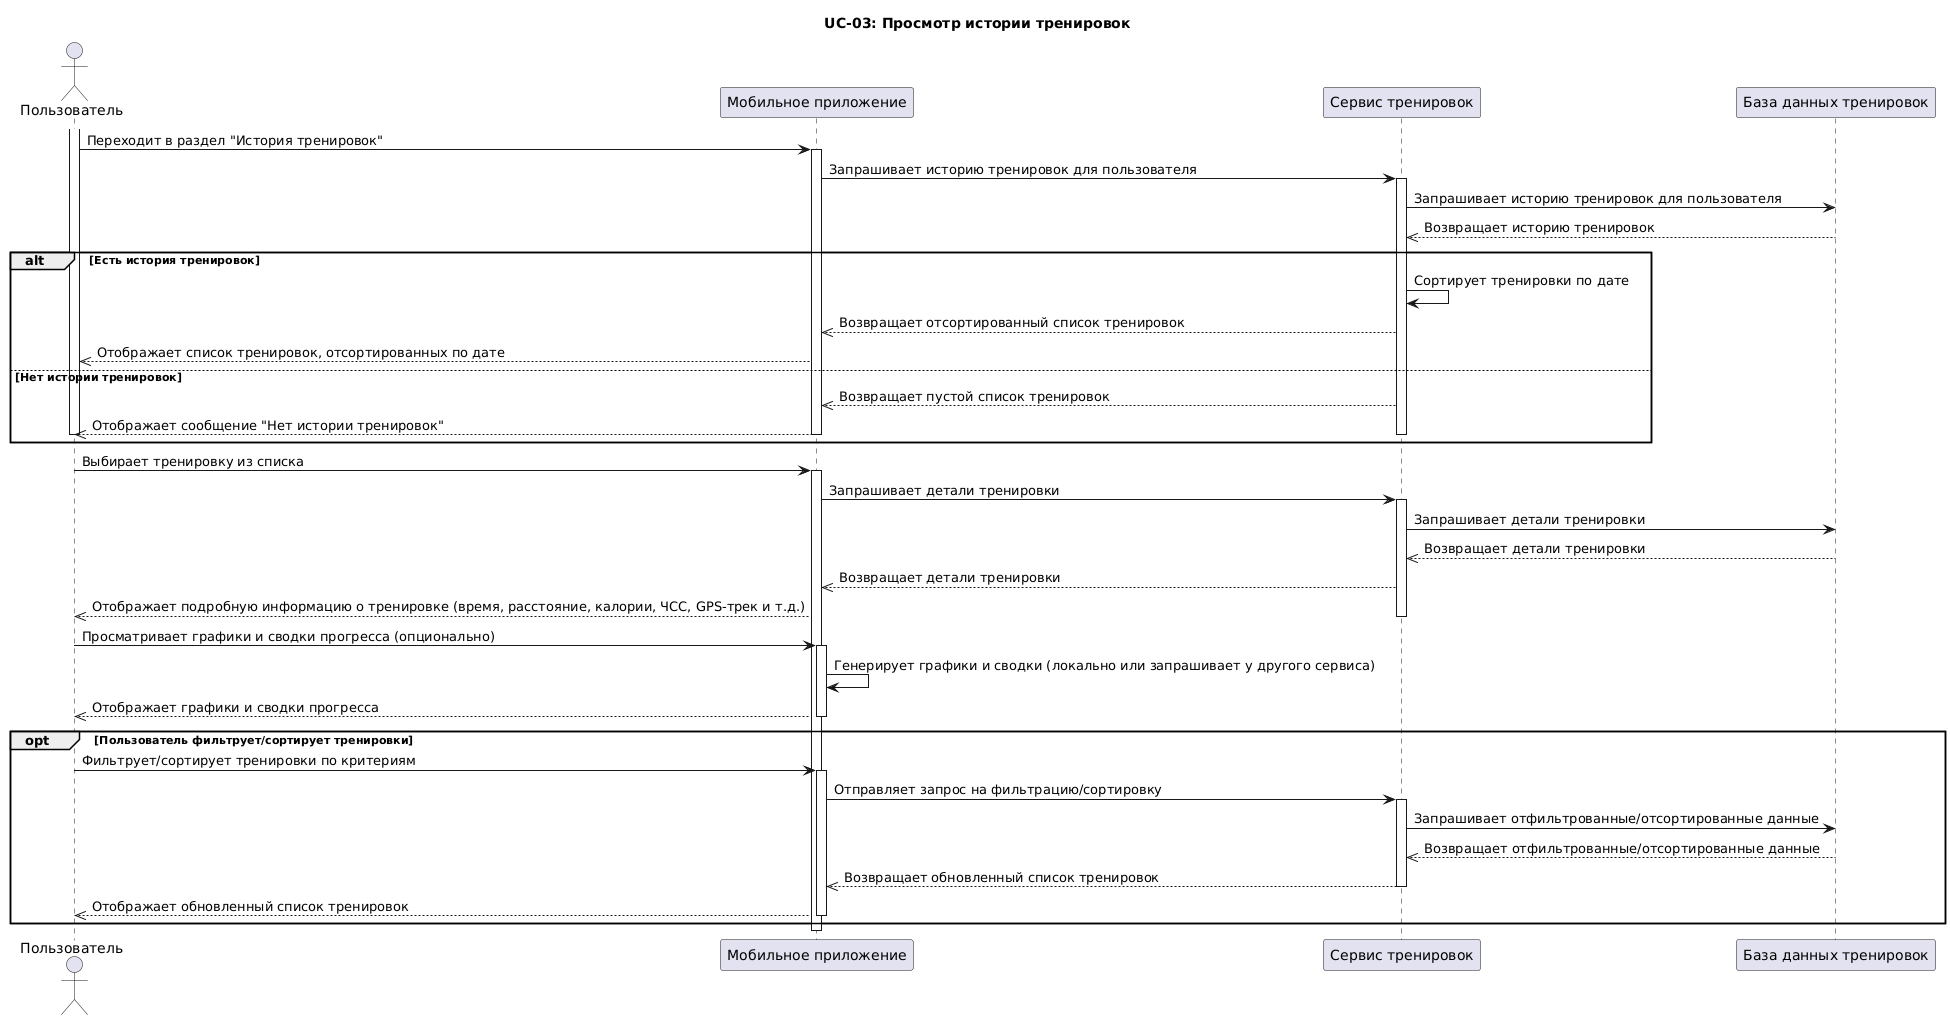 UC-03: Просмотр истории тренировок
Пользователь
Мобильное приложение
Сервис тренировок
База данных тренировок
Переходит в раздел "История тренировок"
Запрашивает историю тренировок для пользователя
Запрашивает историю тренировок для пользователя
Возвращает историю тренировок
alt
[Есть история тренировок]
Сортирует тренировки по дате
Возвращает отсортированный список тренировок
Отображает список тренировок, отсортированных по дате
[Нет истории тренировок]
Возвращает пустой список тренировок
Отображает сообщение "Нет истории тренировок"
Выбирает тренировку из списка
Запрашивает детали тренировки
Запрашивает детали тренировки
Возвращает детали тренировки
Возвращает детали тренировки
Отображает подробную информацию о тренировке (время, расстояние, калории, ЧСС, GPS-трек и т.д.)
Просматривает графики и сводки прогресса (опционально)
Генерирует графики и сводки (локально или запрашивает у другого сервиса)
Отображает графики и сводки прогресса
opt
[Пользователь фильтрует/сортирует тренировки]
Фильтрует/сортирует тренировки по критериям
Отправляет запрос на фильтрацию/сортировку
Запрашивает отфильтрованные/отсортированные данные
Возвращает отфильтрованные/отсортированные данные
Возвращает обновленный список тренировок
Отображает обновленный список тренировок
Пользователь
Мобильное приложение
Сервис тренировок
База данных тренировок